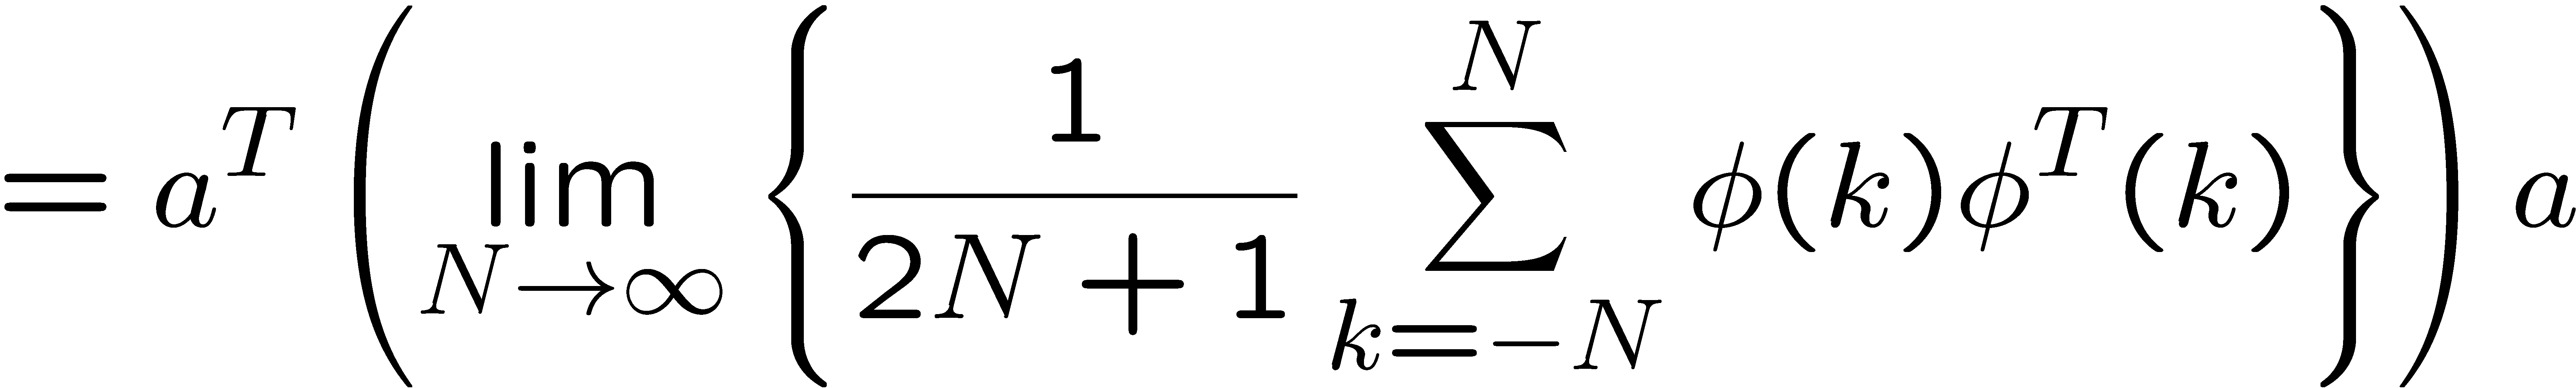 $= a^T \left( \lim_{N \to \infty} \left\{ \frac{1}{2N+1} \sum_{k=-N}^{N} \phi(k) \phi^T(k) \right\} \right) a$